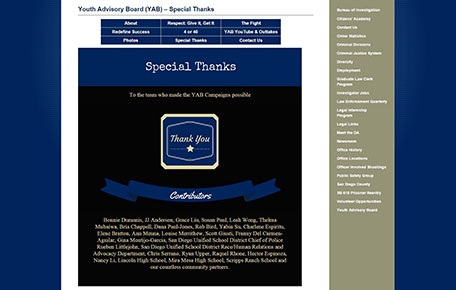 Youth Advisory Board (YAB) – Special Thanks
About Respect: Give It, Get It The Fight
Redefine Success 4 or 40 YAB YouTube & Outtakes
Photos Special Thanks Contact Us
Special Thanks
To the team who made the YAB Campaigns possible
Thank You
Contributors
Bonnie Dumanis, JJ Anderson, Grace Liu, Susan Paul, Leah Wong, Thelma
Mubaiwa, Bria Chappell, Dana Paul-Jones, Rob Bird, Yahia Su, Charlene Espiritu,
Elene Bratton, Ana Menna, Louise Merrithew, Scott Giusti, Franny Del Carmen-
Aguilar, Gina Montijo-Garcia, San Diego Unified School District Chief of Police
Rueben Littlejohn, San Diego Unified School District Race/Human Relations and
Advocacy Department, Chris Serrano, Ryan Upper, Raquel Rhone, Hector Espinoza,
Nancy Li, Lincoln High School, Mira Mesa High School, Scripps Ranch School and
our countless community partners.
Bureau of Investigation
Citizens' Academy
Contact Us
Crime Statistics
Criminal Divisions
Criminal Justice System
Diversity
Employment
Graduate Law Clerk
Program
Investigator Jobs
Law Enforcement Quarterly
Legal Internship
Program
Legal Links
Meet the DA
Newsroom
Office History
Office Locations
Officer Involved Shootings
Public Safety Group
San Diego County
SB 618 Prisoner Reentry
Volunteer Opportunities
Youth Advisory Board